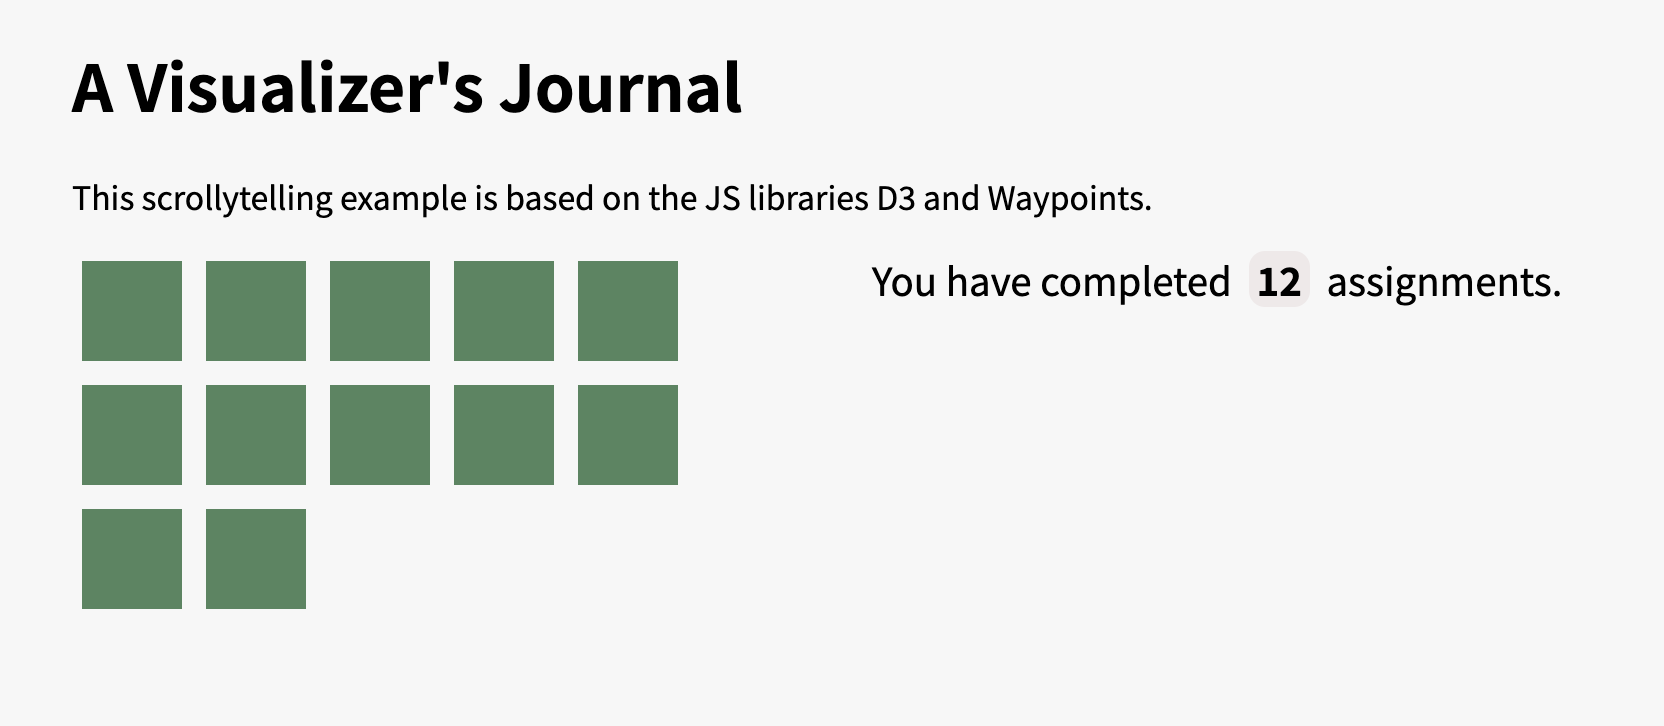 A Visualizer's Journal
This scrollytelling example is based on the JS libraries D3 and Waypoints.
You have completed 12 assignments.